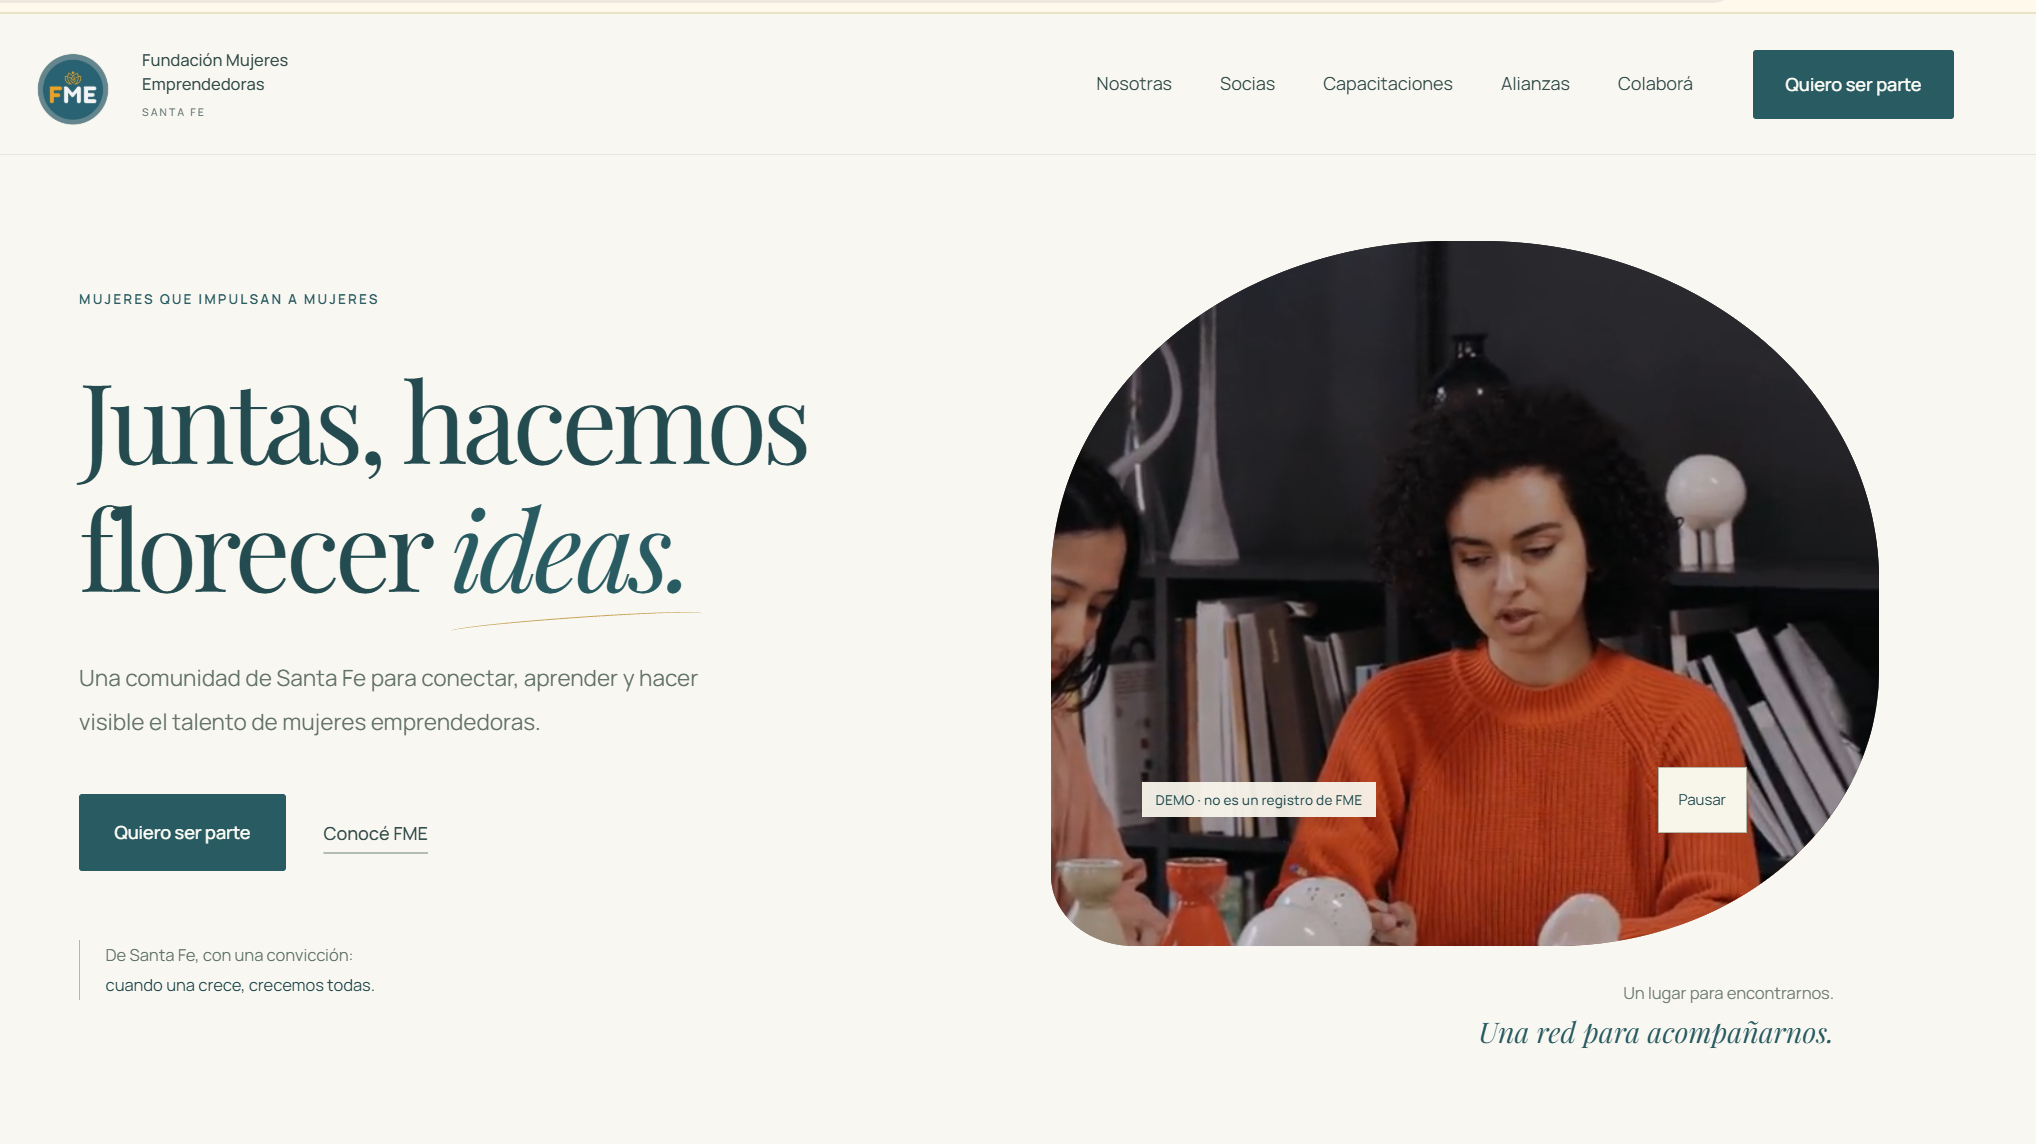 FME
Fundación Mujeres
Emprendedoras
SANTA FE
Nosotras
Socias
Capacitaciones
Alianzas
Colaborá
Quiero ser parte
MUJERES QUE IMPULSAN A MUJERES
Juntas, hacemos
florecer ideas.
Una comunidad de Santa Fe para conectar, aprender y hacer
visible el talento de mujeres emprendedoras.
Quiero ser parte
Conocé FME
De Santa Fe, con una convicción:
cuando una crece, crecemos todas.
DEMO · no es un registro de FME
Pausar
Un lugar para encontrarnos.
Una red para acompañarnos.